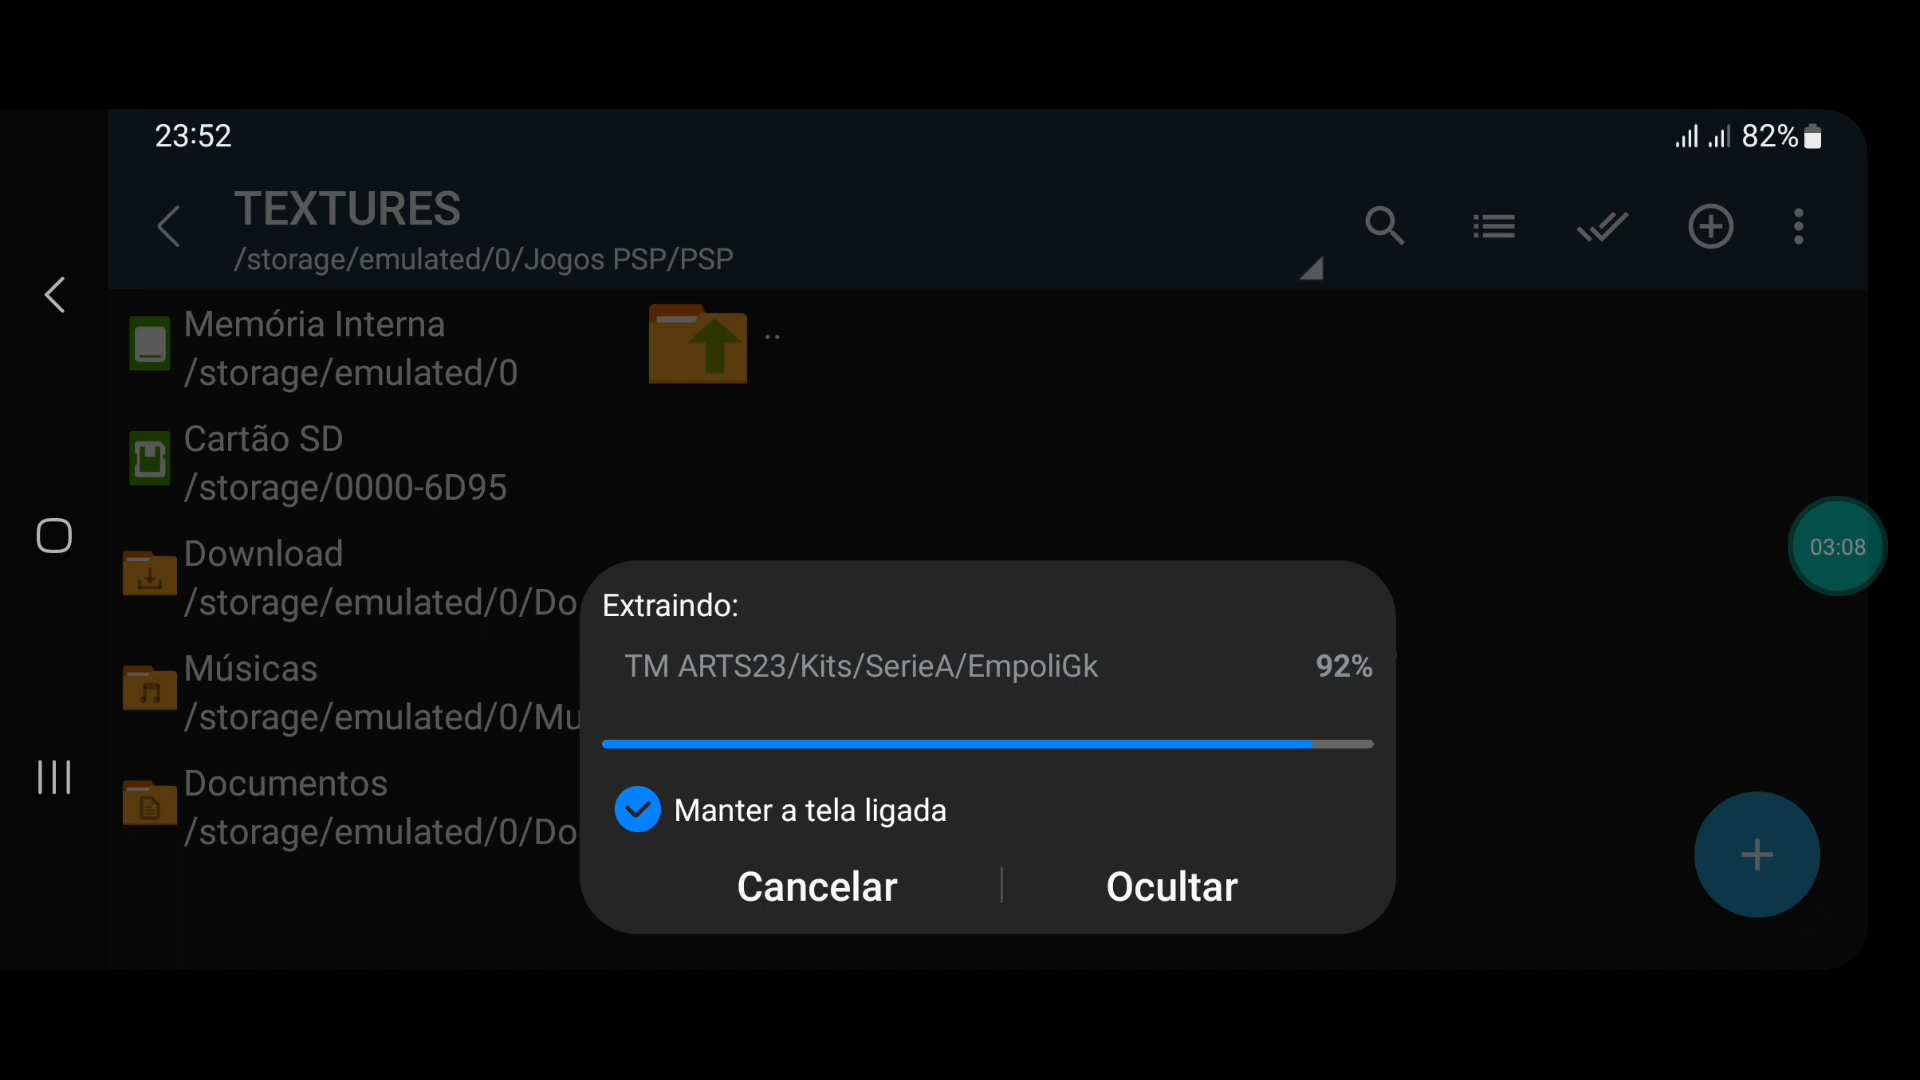 23:52
82%
TEXTURES
/storage/emulated/0/Jogos PSP/PSP
Memória Interna
/storage/emulated/0
..
Cartão SD
/storage/0000-6D95
Download
/storage/emulated/0/Do
03:08
Músicas
/storage/emulated/0/Mu
Documentos
/storage/emulated/0/Do
Extraindo:
TM ARTS23/Kits/SerieA/EmpoliGk 92%
Manter a tela ligada
Cancelar
Ocultar